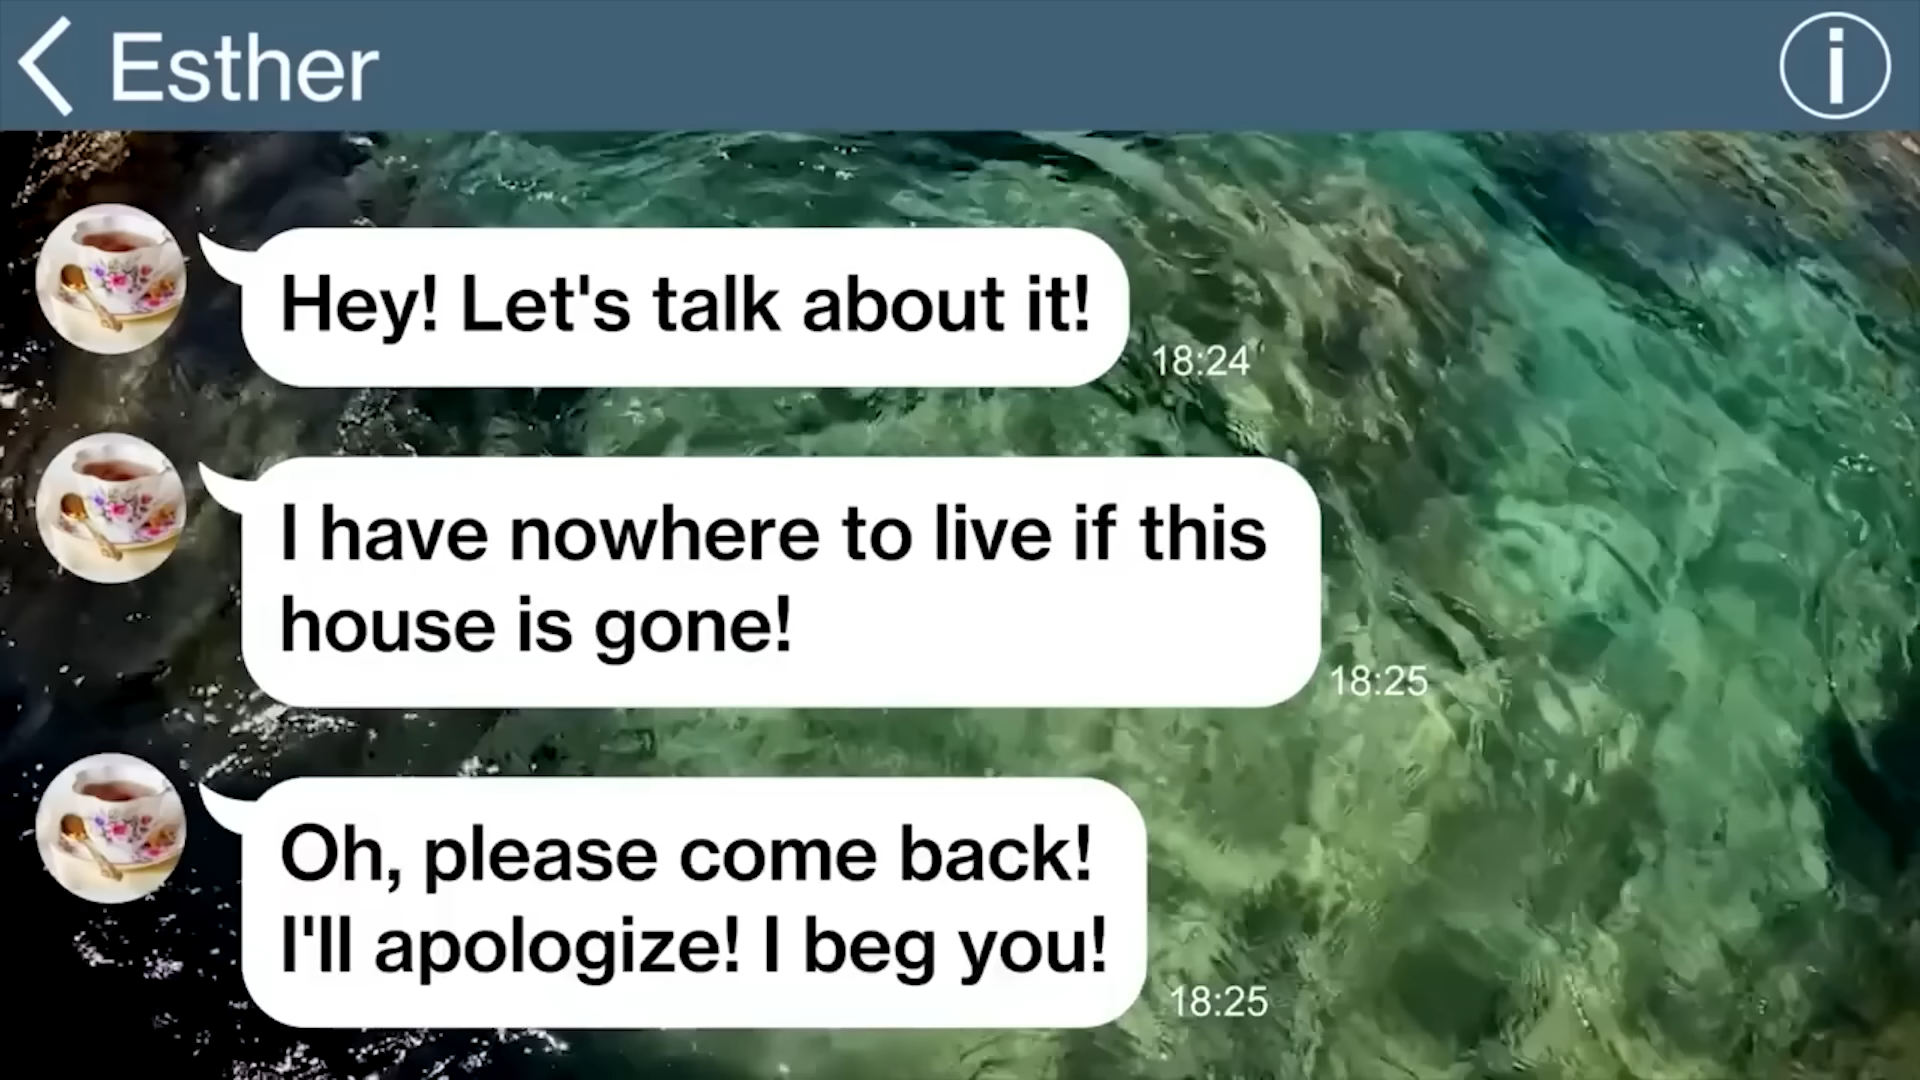 Esther
Hey! Let's talk about it!
18:24
I have nowhere to live if this
house is gone!
18:25
Oh, please come back!
I'll apologize! I beg you!
18:25